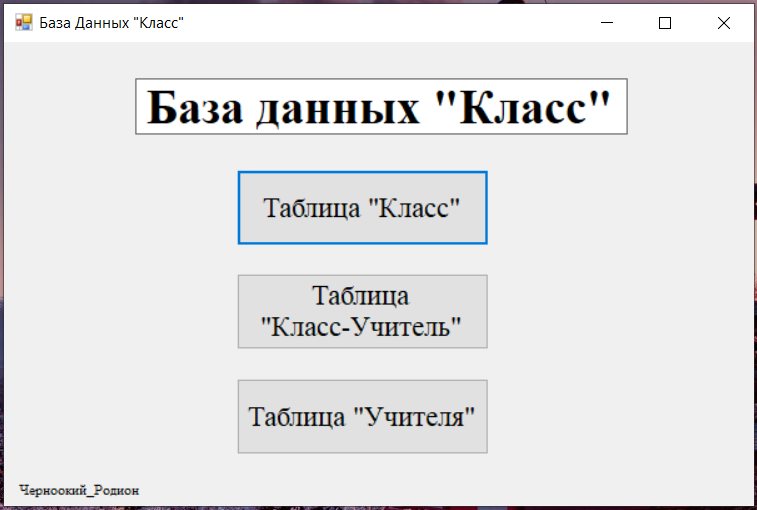 База Данных "Класс"
База данных "Класс"
Таблица "Класс"
Таблица
"Класс-Учитель"
Таблица "Учителя"
Черноокий_Родион